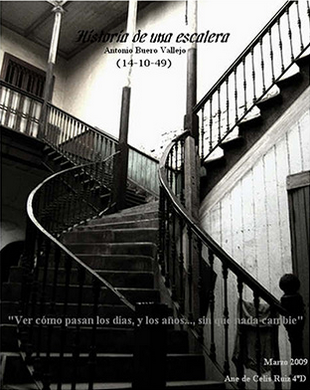 Historia de una escalera
Antonio Buero Vallejo
(14-10-49)
"Ver cómo pasan los días, y los años..., sin que nada cambie"
Marzo 2009
Ane de Celis Ruiz 4ºD